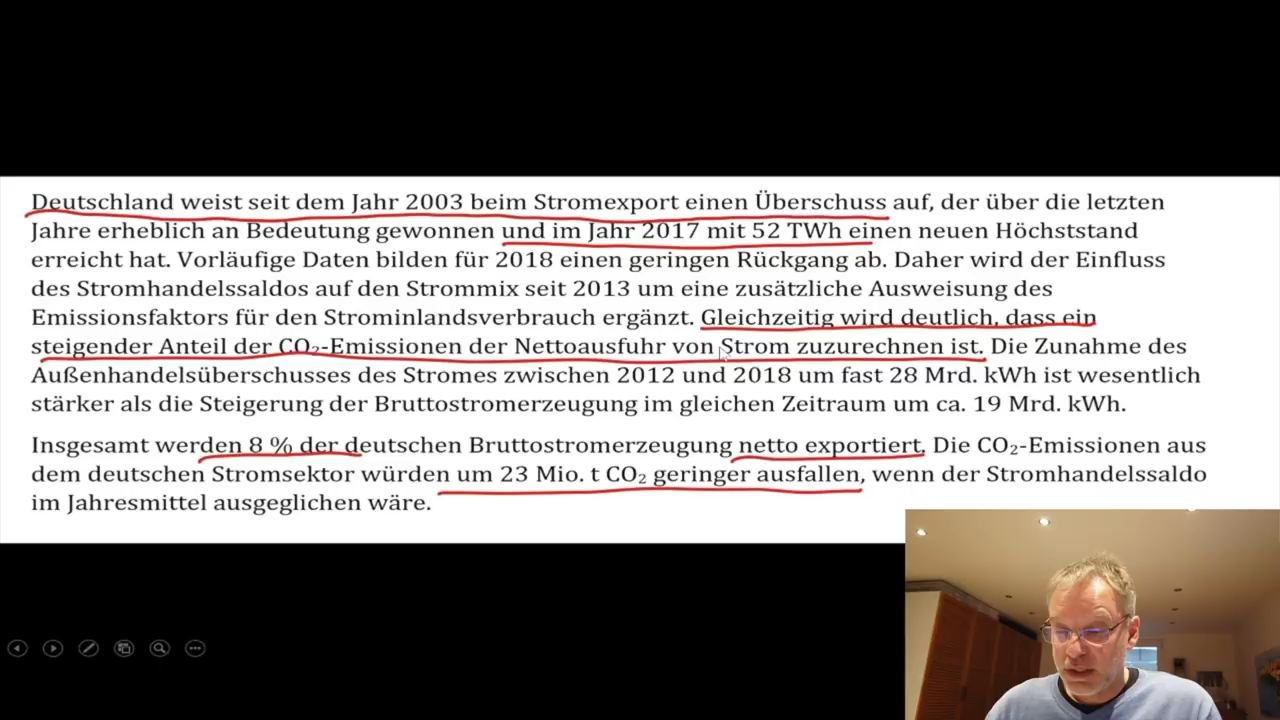 Deutschland weist seit dem Jahr 2003 beim Stromexport einen Überschuss auf, der über die letzten
Jahre erheblich an Bedeutung gewonnen und im Jahr 2017 mit 52 TWh einen neuen Höchststand
erreicht hat. Vorläufige Daten bilden für 2018 einen geringen Rückgang ab. Daher wird der Einfluss
des Stromhandelssaldos auf den Strommix seit 2013 um eine zusätzliche Ausweisung des
Emissionsfaktors für den Strominlandsverbrauch ergänzt. Gleichzeitig wird deutlich, dass ein
steigender Anteil der CO₂-Emissionen der Nettoausfuhr von Strom zuzurechnen ist. Die Zunahme des
Außenhandelsüberschusses des Stromes zwischen 2012 und 2018 um fast 28 Mrd. kWh ist wesentlich
stärker als die Steigerung der Bruttostromerzeugung im gleichen Zeitraum um ca. 19 Mrd. kWh.
Insgesamt werden 8 % der deutschen Bruttostromerzeugung netto exportiert. Die CO₂-Emissionen aus
dem deutschen Stromsektor würden um 23 Mio. t CO₂ geringer ausfallen, wenn der Stromhandelssaldo
im Jahresmittel ausgeglichen wäre.